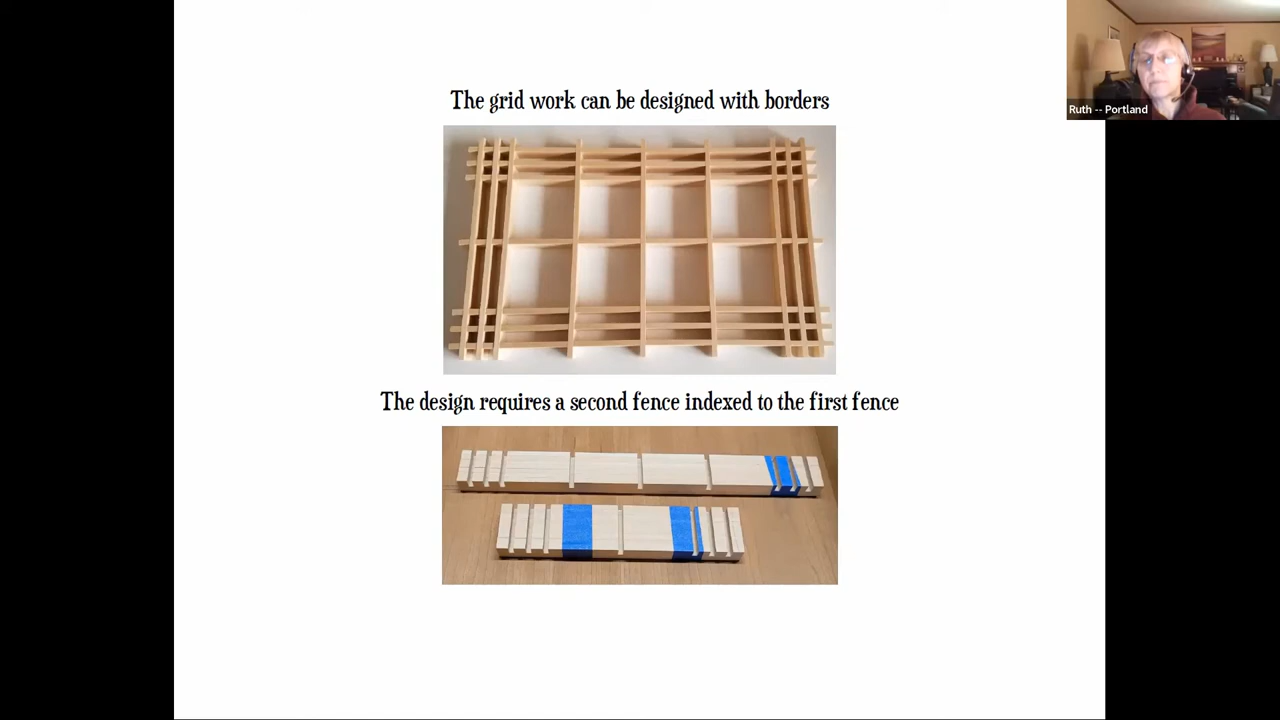 The grid work can be designed with borders
Ruth -- Portland
The design requires a second fence indexed to the first fence